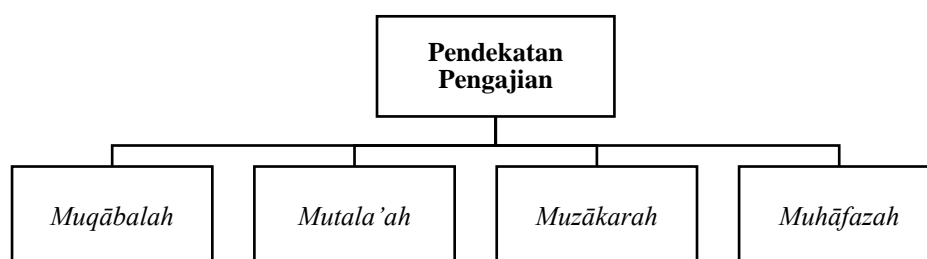 Pendekatan
Pengajian
Muqābalah
Mutala’ah
Muzākarah
Muhāfazah